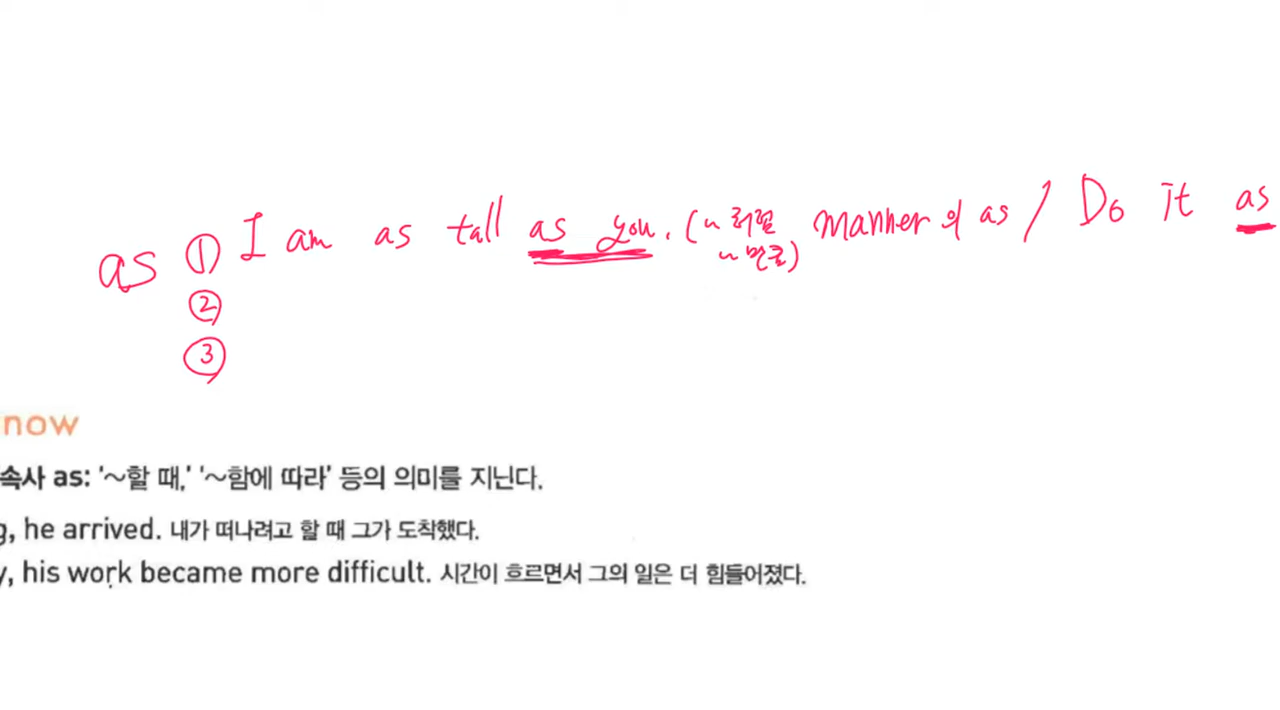 as ① I am as tall as you. (~처럼 manner의 as / Do it as
~만큼)
②
③
now
속사 as: '~할 때,' '~함에 따라' 등의 의미를 지닌다.
g, he arrived. 내가 떠나려고 할 때 그가 도착했다.
y, his work became more difficult. 시간이 흐르면서 그의 일은 더 힘들어졌다.